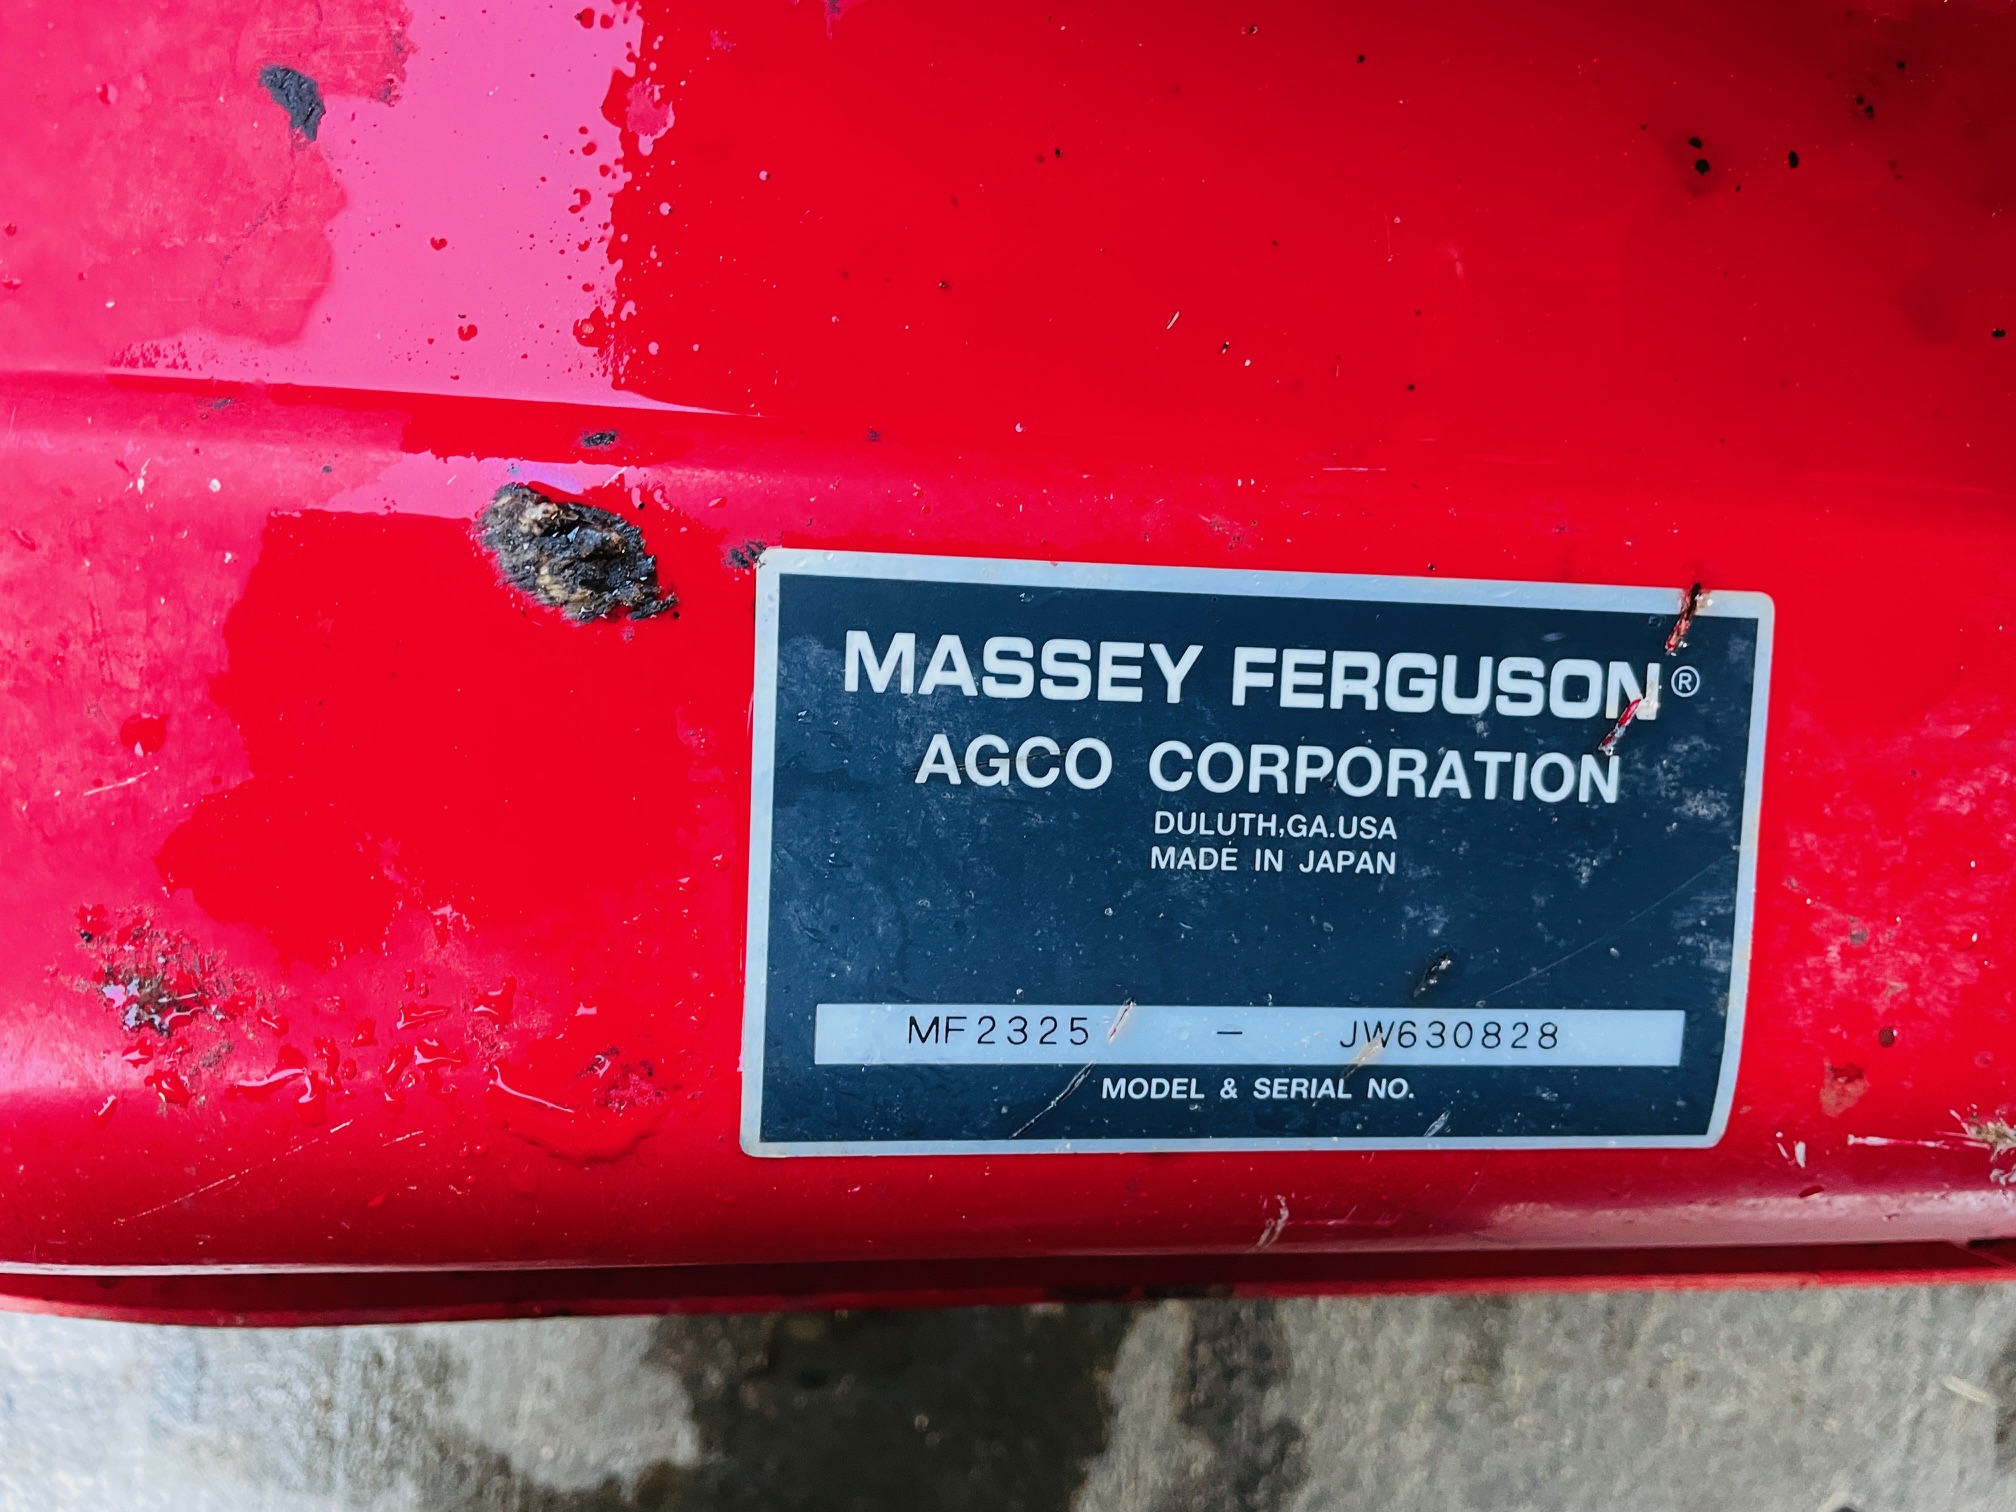 MASSEY FERGUSON®
AGCO CORPORATION
DULUTH,GA.USA
MADE IN JAPAN
MF2325 – JW630828
MODEL & SERIAL NO.